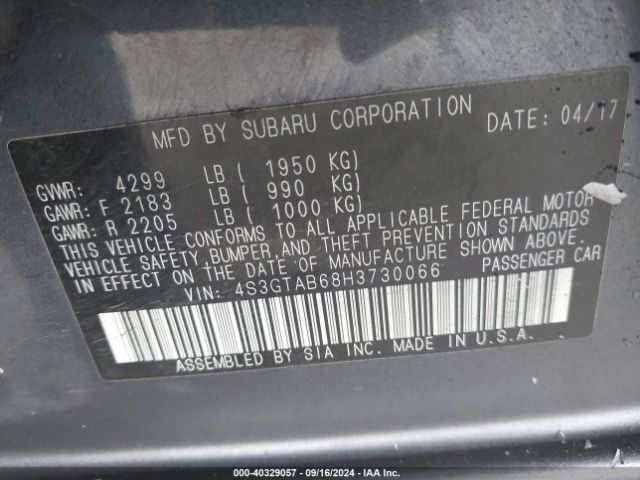 MFD BY SUBARU CORPORATION DATE: 04/17
GVWR: 4299 LB ( 1950 KG)
GAWR: F 2183 LB ( 990 KG)
GAWR: R 2205 LB ( 1000 KG)
THIS VEHICLE CONFORMS TO ALL APPLICABLE FEDERAL MOTOR
VEHICLE SAFETY,BUMPER,AND THEFT PREVENTION STANDARDS
IN EFFECT ON THE DATE OF MANUFACTURE SHOWN ABOVE.
VIN: 4S3GTAB68H3730066 PASSENGER CAR
ASSEMBLED BY SIA INC. MADE IN U.S.A.
000-40329057 - 09/16/2024 - IAA Inc.